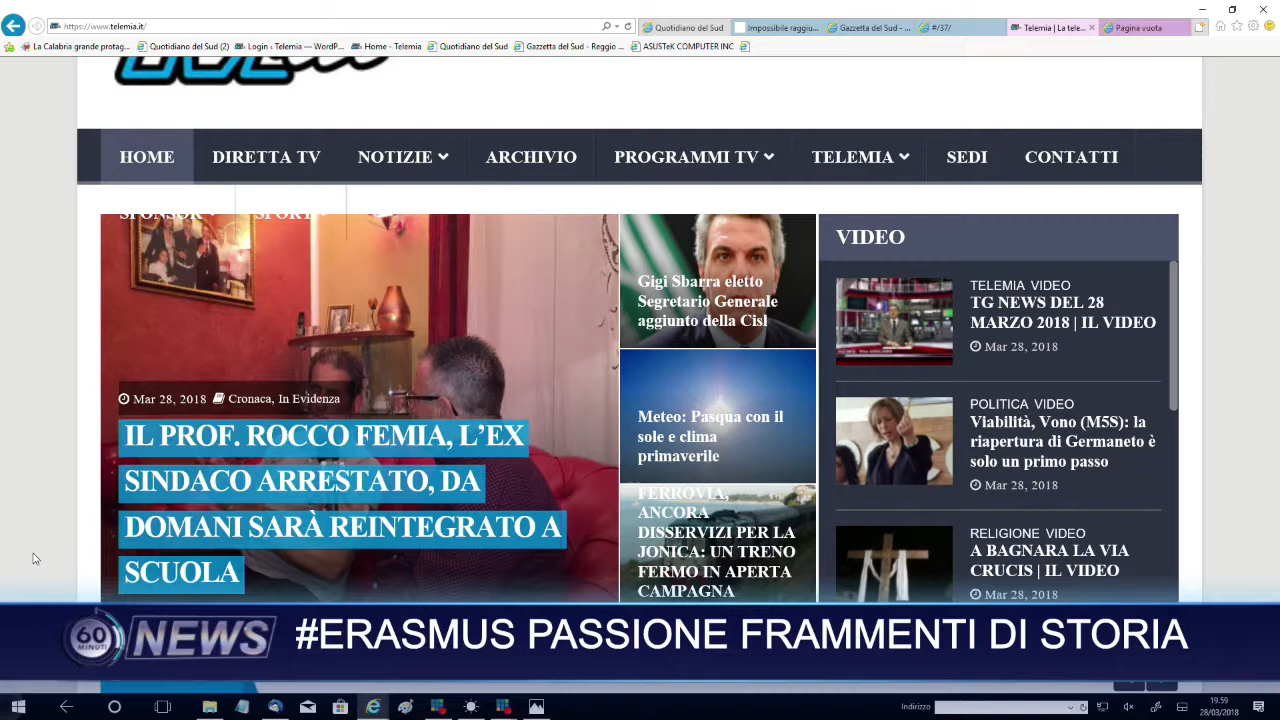 https://www.telemia.it/
Quotidiano del Sud
Impossibile raggiu...
Gazzetta del Sud - ...
#/37/
Telemia | La tele...
Pagina vuota
La Calabria grande protag...
Quotidiano del Sud (2)
Login ‹ Telemia — WordP...
Home - Telemia
Quotidiano del Sud
Gazzetta del Sud - Reggio ...
ASUSTeK COMPUTER INC
HOME
DIRETTA TV
NOTIZIE
ARCHIVIO
PROGRAMMI TV
TELEMIA
SEDI
CONTATTI
SPONSOR
SPORT
Mar 28, 2018 Cronaca, In Evidenza
IL PROF. ROCCO FEMIA, L'EX
SINDACO ARRESTATO, DA
DOMANI SARÀ REINTEGRATO A
SCUOLA
Gigi Sbarra eletto
Segretario Generale
aggiunto della Cisl
Meteo: Pasqua con il
sole e clima
primaverile
FERROVIA,
ANCORA
DISSERVIZI PER LA
JONICA: UN TRENO
FERMO IN APERTA
CAMPAGNA
VIDEO
TELEMIA VIDEO
TG NEWS DEL 28
MARZO 2018 | IL VIDEO
Mar 28, 2018
POLITICA VIDEO
Viabilità, Vono (M5S): la
riapertura di Germaneto è
solo un primo passo
Mar 28, 2018
RELIGIONE VIDEO
A BAGNARA LA VIA
CRUCIS | IL VIDEO
Mar 28, 2018
60 MINUTI NEWS
#ERASMUS PASSIONE FRAMMENTI DI STORIA
Indirizzo
19.59
28/03/2018